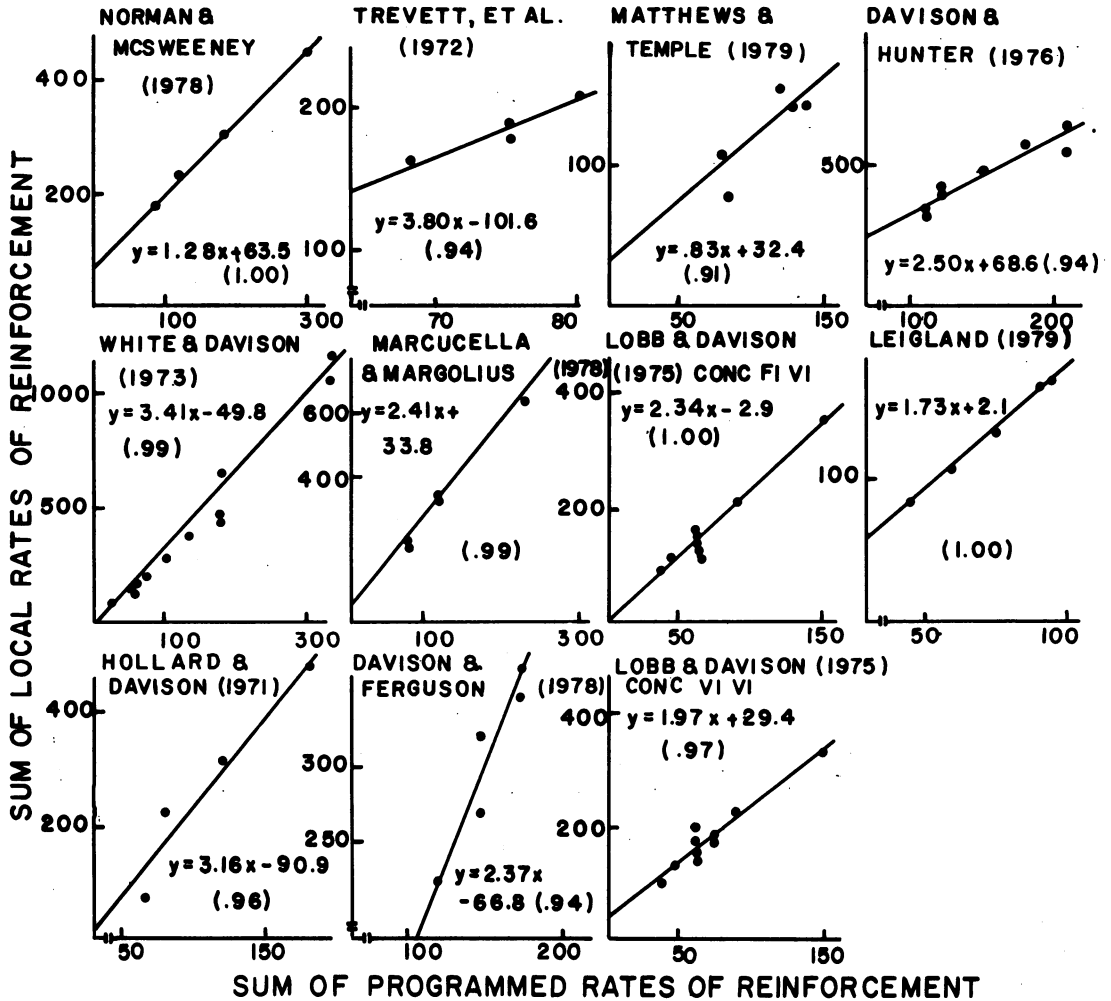 NORMAN &
MCSWEENEY
(1978)
400
200
y=1.28x+63.5
(1.00)
100 300
TREVETT, ET AL.
(1972)
200
100
y=3.80x-101.6
(.94)
70 80
MATTHEWS &
TEMPLE (1979)
100
y=.83x+32.4
(.91)
50 150
DAVISON &
HUNTER (1976)
500
y=2.50x+68.6(.94)
100 200
WHITE & DAVISON
(1973)
1000
y=3.41x-49.8
(.99)
500
100 300
MARCUCELLA
& MARGOLIUS (1978)
600
y=2.41x+
33.8
400
(.99)
100 300
LOBB & DAVISON
(1975) CONC FI VI
400
y=2.34x-2.9
(1.00)
200
50 150
LEIGLAND (1979)
y=1.73x+2.1
100
(1.00)
50 100
HOLLARD &
DAVISON (1971)
400
200
y=3.16x-90.9
(.96)
50 150
DAVISON &
FERGUSON (1978)
300
250
y=2.37x
-66.8 (.94)
100 200
LOBB & DAVISON (1975)
CONC VI VI
400
y=1.97x+29.4
(.97)
200
50 150
SUM OF LOCAL RATES OF REINFORCEMENT
SUM OF PROGRAMMED RATES OF REINFORCEMENT